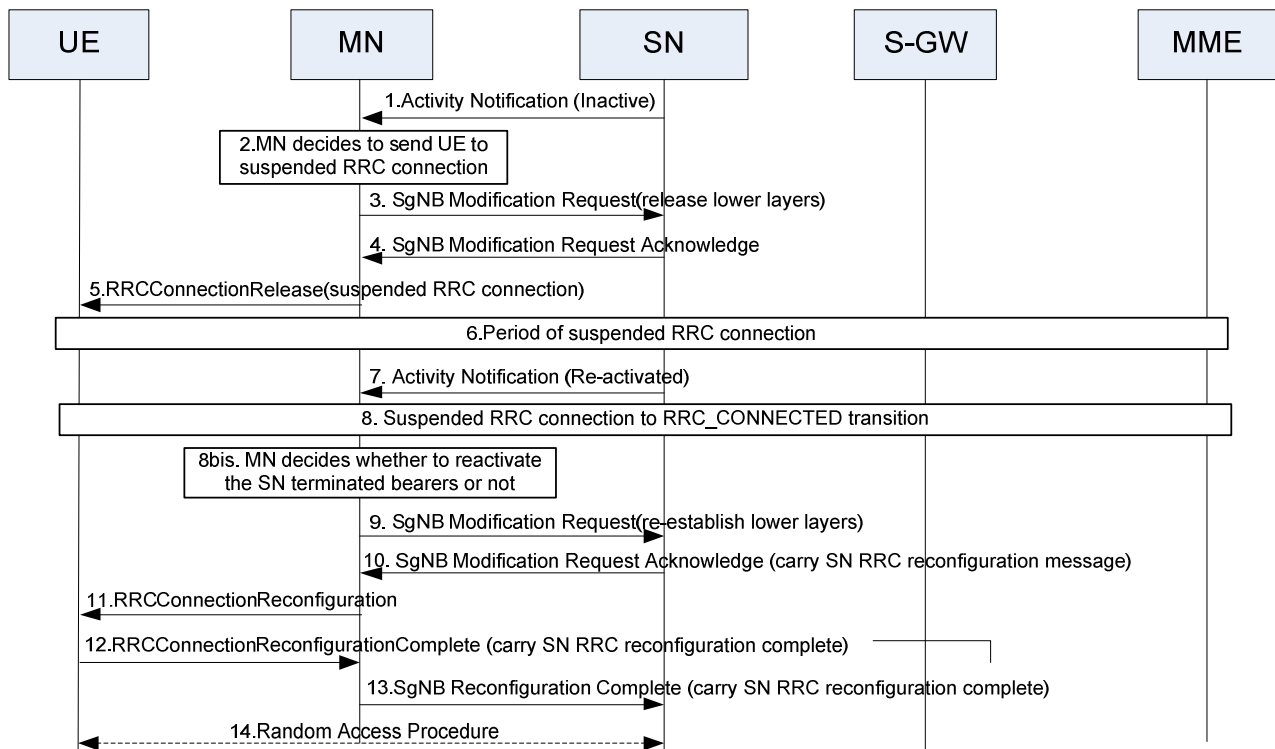 UE
MN
SN
S-GW
MME
1.Activity Notification (Inactive)
2.MN decides to send UE to
suspended RRC connection
3. SgNB Modification Request(release lower layers)
4. SgNB Modification Request Acknowledge
5.RRCConnectionRelease(suspended RRC connection)
6.Period of suspended RRC connection
7. Activity Notification (Re-activated)
8. Suspended RRC connection to RRC_CONNECTED transition
8bis. MN decides whether to reactivate
the SN terminated bearers or not
9. SgNB Modification Request(re-establish lower layers)
10. SgNB Modification Request Acknowledge (carry SN RRC reconfiguration message)
11.RRCConnectionReconfiguration
12.RRCConnectionReconfigurationComplete (carry SN RRC reconfiguration complete)
13.SgNB Reconfiguration Complete (carry SN RRC reconfiguration complete)
14.Random Access Procedure